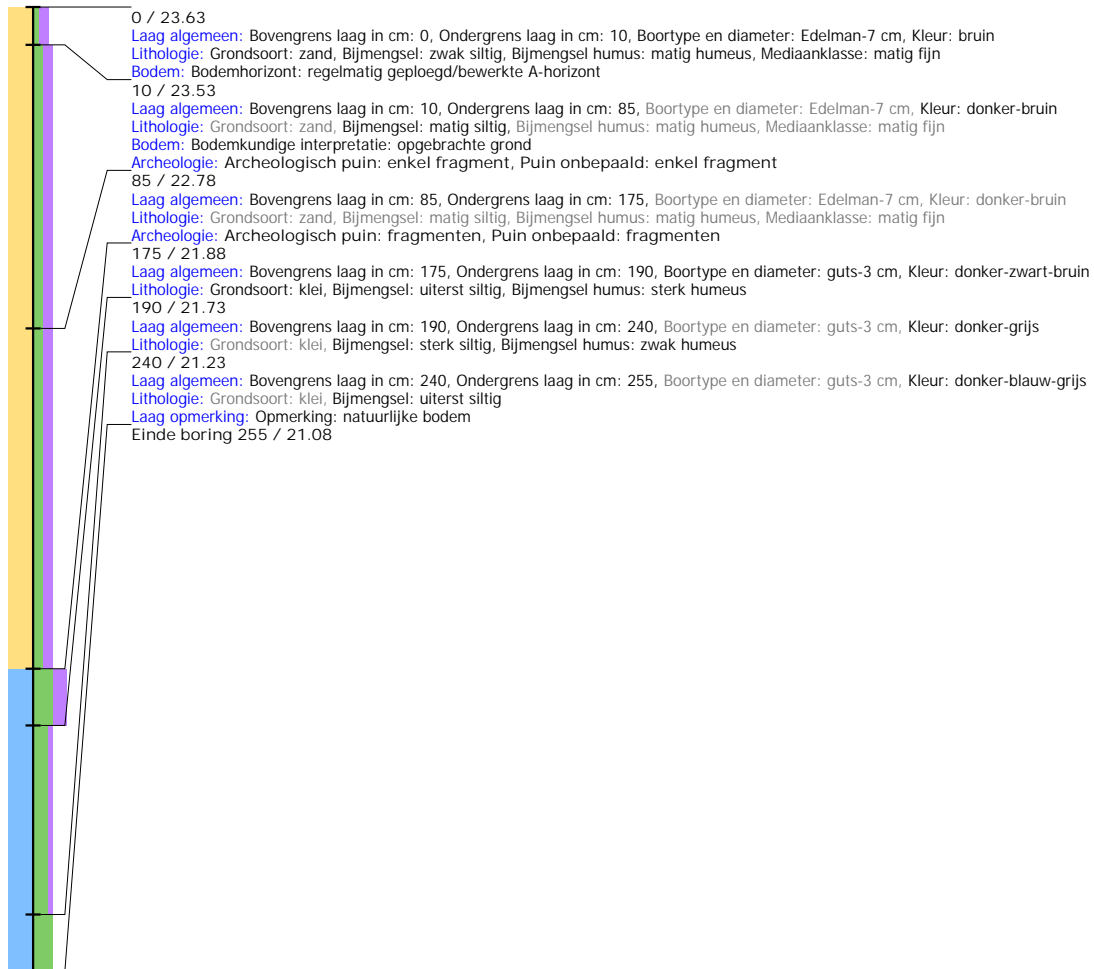 0 / 23.63
Laag algemeen: Bovengrens laag in cm: 0, Ondergrens laag in cm: 10, Boortype en diameter: Edelman-7 cm, Kleur: bruin
Lithologie: Grondsoort: zand, Bijmengsel: zwak siltig, Bijmengsel humus: matig humeus, Mediaanklasse: matig fijn
Bodem: Bodemhorizont: regelmatig geploegd/bewerkte A-horizont
10 / 23.53
Laag algemeen: Bovengrens laag in cm: 10, Ondergrens laag in cm: 85, Boortype en diameter: Edelman-7 cm, Kleur: donker-bruin
Lithologie: Grondsoort: zand, Bijmengsel: matig siltig, Bijmengsel humus: matig humeus, Mediaanklasse: matig fijn
Bodem: Bodemkundige interpretatie: opgebrachte grond
Archeologie: Archeologisch puin: enkel fragment, Puin onbepaald: enkel fragment
85 / 22.78
Laag algemeen: Bovengrens laag in cm: 85, Ondergrens laag in cm: 175, Boortype en diameter: Edelman-7 cm, Kleur: donker-bruin
Lithologie: Grondsoort: zand, Bijmengsel: matig siltig, Bijmengsel humus: matig humeus, Mediaanklasse: matig fijn
Archeologie: Archeologisch puin: fragmenten, Puin onbepaald: fragmenten
175 / 21.88
Laag algemeen: Bovengrens laag in cm: 175, Ondergrens laag in cm: 190, Boortype en diameter: guts-3 cm, Kleur: donker-zwart-bruin
Lithologie: Grondsoort: klei, Bijmengsel: uiterst siltig, Bijmengsel humus: sterk humeus
190 / 21.73
Laag algemeen: Bovengrens laag in cm: 190, Ondergrens laag in cm: 240, Boortype en diameter: guts-3 cm, Kleur: donker-grijs
Lithologie: Grondsoort: klei, Bijmengsel: sterk siltig, Bijmengsel humus: zwak humeus
240 / 21.23
Laag algemeen: Bovengrens laag in cm: 240, Ondergrens laag in cm: 255, Boortype en diameter: guts-3 cm, Kleur: donker-blauw-grijs
Lithologie: Grondsoort: klei, Bijmengsel: uiterst siltig
Laag opmerking: Opmerking: natuurlijke bodem
Einde boring 255 / 21.08